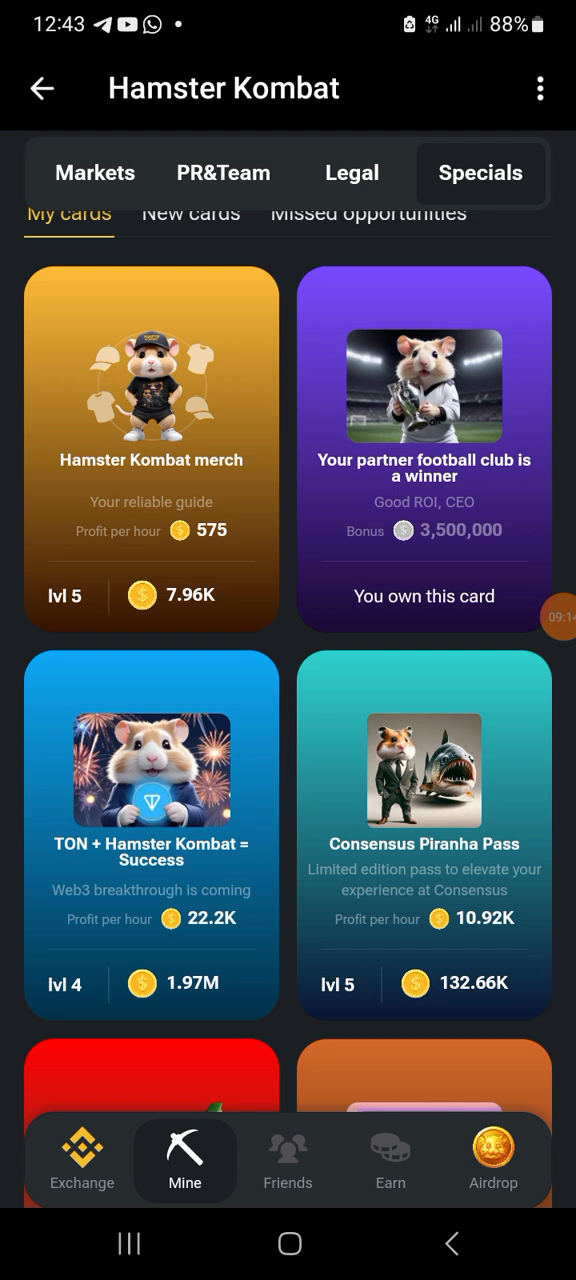 12:43
4G
88%
Hamster Kombat
Markets
PR&Team
Legal
Specials
My cards
New cards
Missed opportunities
Hamster Kombat merch
Your reliable guide
Profit per hour 575
lvl 5
7.96K
Your partner football club is
a winner
Good ROI, CEO
Bonus 3,500,000
You own this card
09:14
TON + Hamster Kombat =
Success
Web3 breakthrough is coming
Profit per hour 22.2K
lvl 4
1.97M
Consensus Piranha Pass
Limited edition pass to elevate your
experience at Consensus
Profit per hour 10.92K
lvl 5
132.66K
Exchange
Mine
Friends
Earn
Airdrop